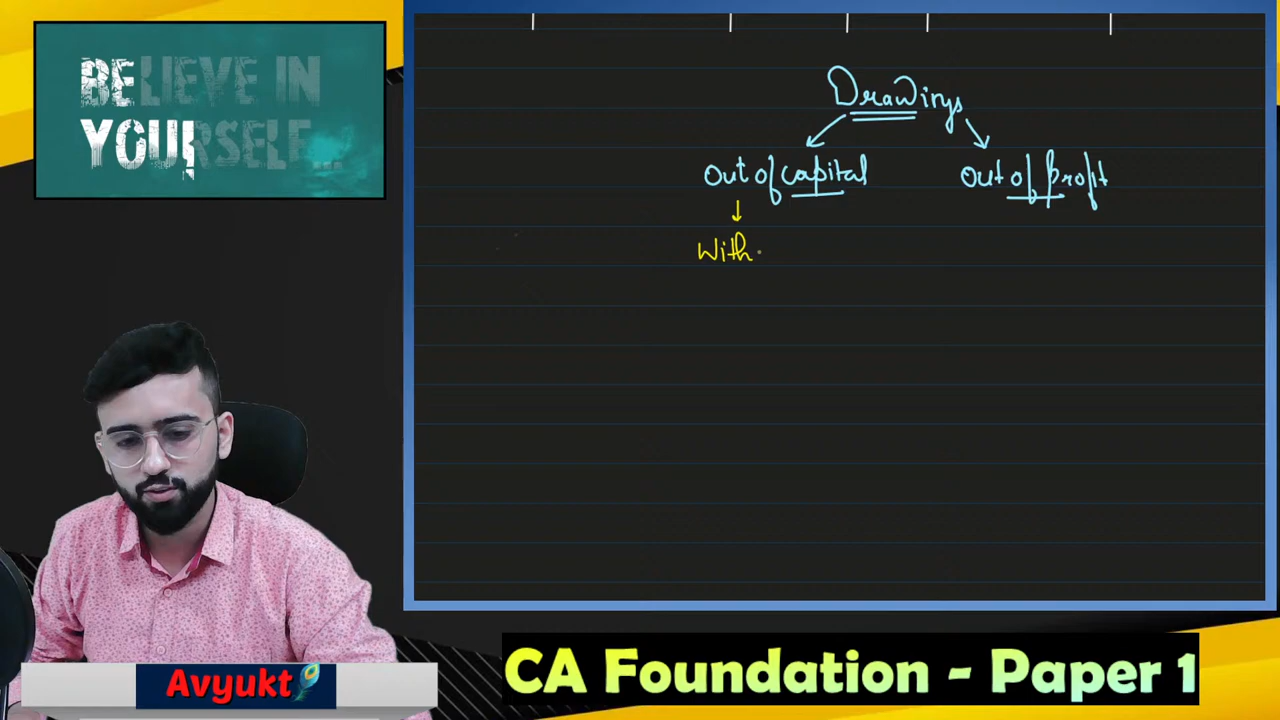 BELIEVE IN
YOURSELF...
Drawings
Out of capital
Out of Profit
With
Avyukt
CA Foundation - Paper 1